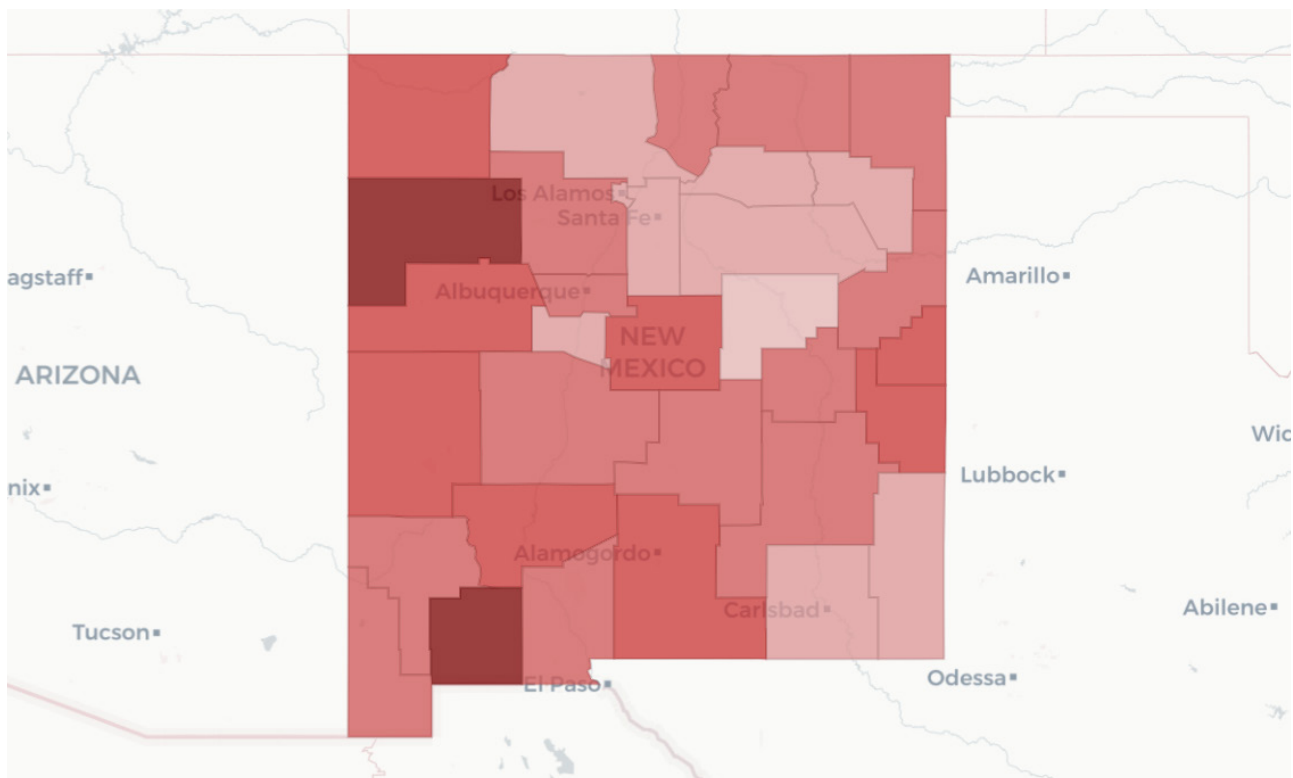 Los Alamos
Santa Fe
agstaff
Albuquerque
Amarillo
NEW
MEXICO
ARIZONA
Wic
Lubbock
nix
Alamogordo
Carlsbad
Abilene
Tucson
El Paso
Odessa